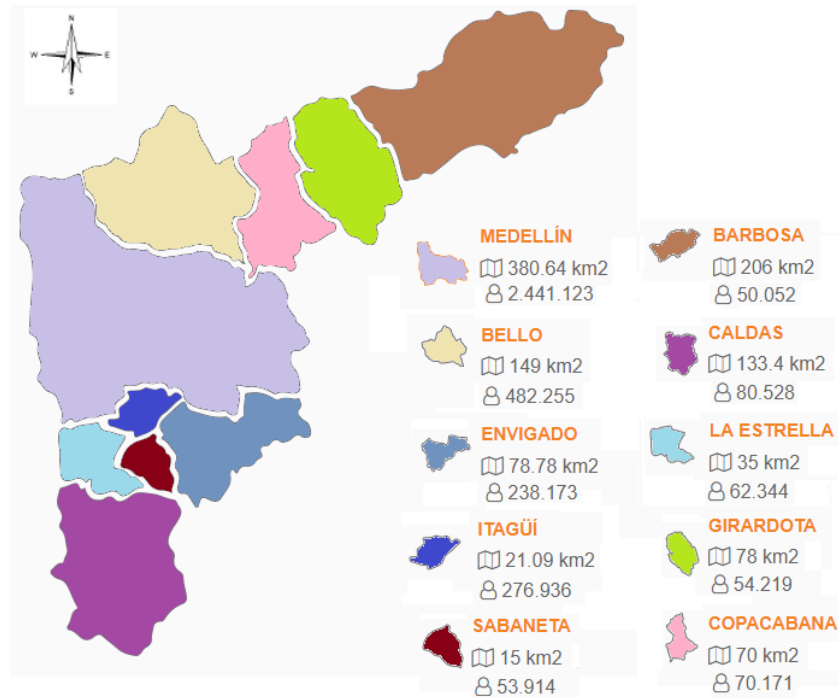 N
W E
S
MEDELLÍN
380.64 km2
2.441.123
BELLO
149 km2
482.255
ENVIGADO
78.78 km2
238.173
ITAGÜÍ
21.09 km2
276.936
SABANETA
15 km2
53.914
BARBOSA
206 km2
50.052
CALDAS
133.4 km2
80.528
LA ESTRELLA
35 km2
62.344
GIRARDOTA
78 km2
54.219
COPACABANA
70 km2
70.171